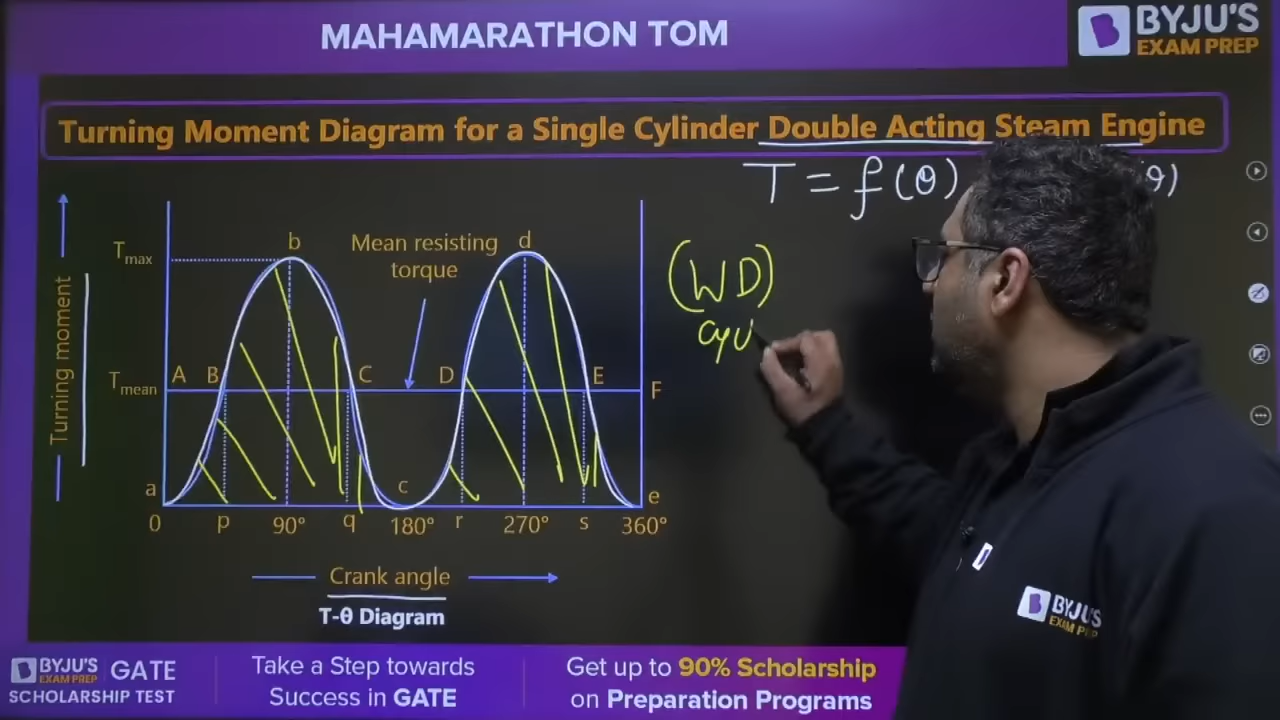 MAHAMARATHON TOM
BYJU'S
EXAM PREP
Turning Moment Diagram for a Single Cylinder Double Acting Steam Engine
T = f(θ)
θ)
Turning moment
Tmax
b
Mean resisting
torque
d
(WD)
cyl
Tmean
A
B
C
D
E
F
a
c
e
0
p
90°
q
180°
r
270°
s
360°
Crank angle
T-θ Diagram
BYJU'S
EXAM PREP
BYJU'S
EXAM PREP
GATE
SCHOLARSHIP TEST
Take a Step towards
Success in GATE
Get up to 90% Scholarship
on Preparation Programs